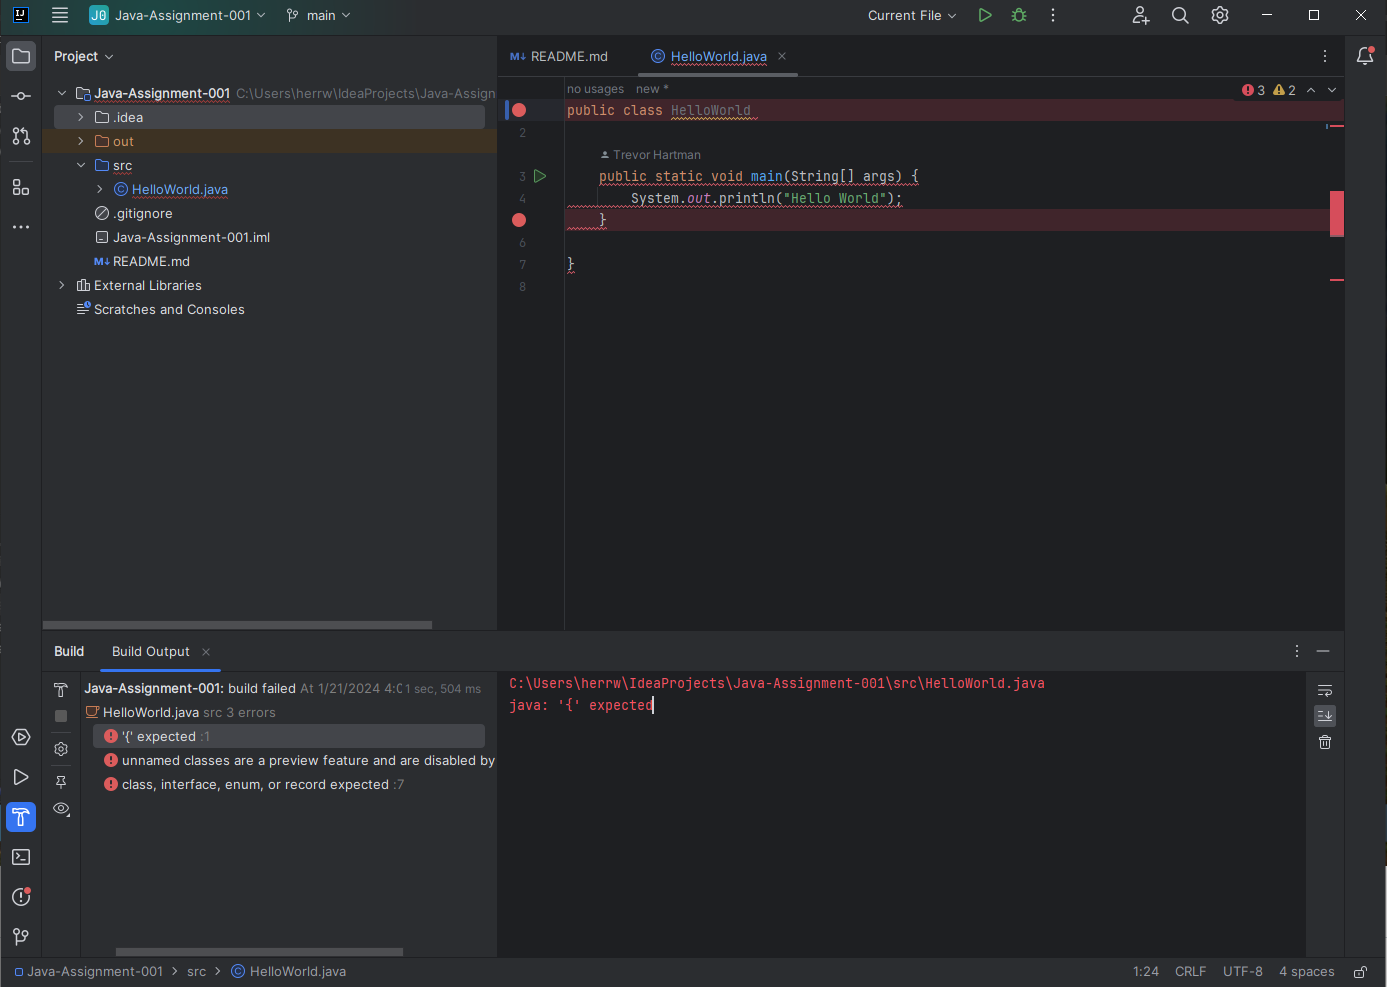 J0 Java-Assignment-001 main Current File
Project
README.md HelloWorld.java
Java-Assignment-001 C:\Users\herrw\IdeaProjects\Java-Assign
.idea
out
src
HelloWorld.java
.gitignore
Java-Assignment-001.iml
README.md
External Libraries
Scratches and Consoles
no usages new *
3 2
public class HelloWorld
2
Trevor Hartman
3 public static void main(String[] args) {
4 System.out.println("Hello World");
}
6
7 }
8
Build Build Output
Java-Assignment-001: build failed At 1/21/2024 4:0 1 sec, 504 ms
HelloWorld.java src 3 errors
'{' expected :1
unnamed classes are a preview feature and are disabled by
class, interface, enum, or record expected :7
C:\Users\herrw\IdeaProjects\Java-Assignment-001\src\HelloWorld.java
java: '{' expected
Java-Assignment-001 > src > HelloWorld.java
1:24 CRLF UTF-8 4 spaces